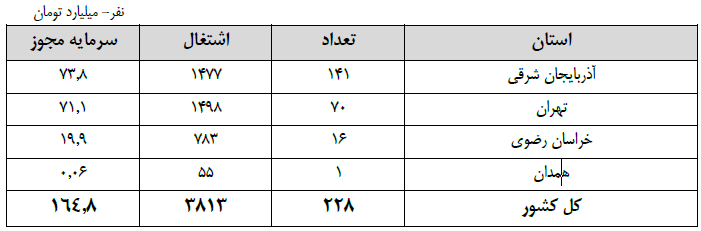 نفر- میلیارد تومان
استان تعداد اشتغال سرمایه مجوز
آذربایجان شرقی ۱۴۱ ۱۴۷۷ ۷۳,۸
تهران ۷۰ ۱۴۹۸ ۷۱,۱
خراسان رضوی ۱۶ ۷۸۳ ۱۹,۹
همدان ۱ ۵۵ ۰,۰۶
کل کشور ۲۲۸ ۳۸۱۳ ۱۶٤,۸